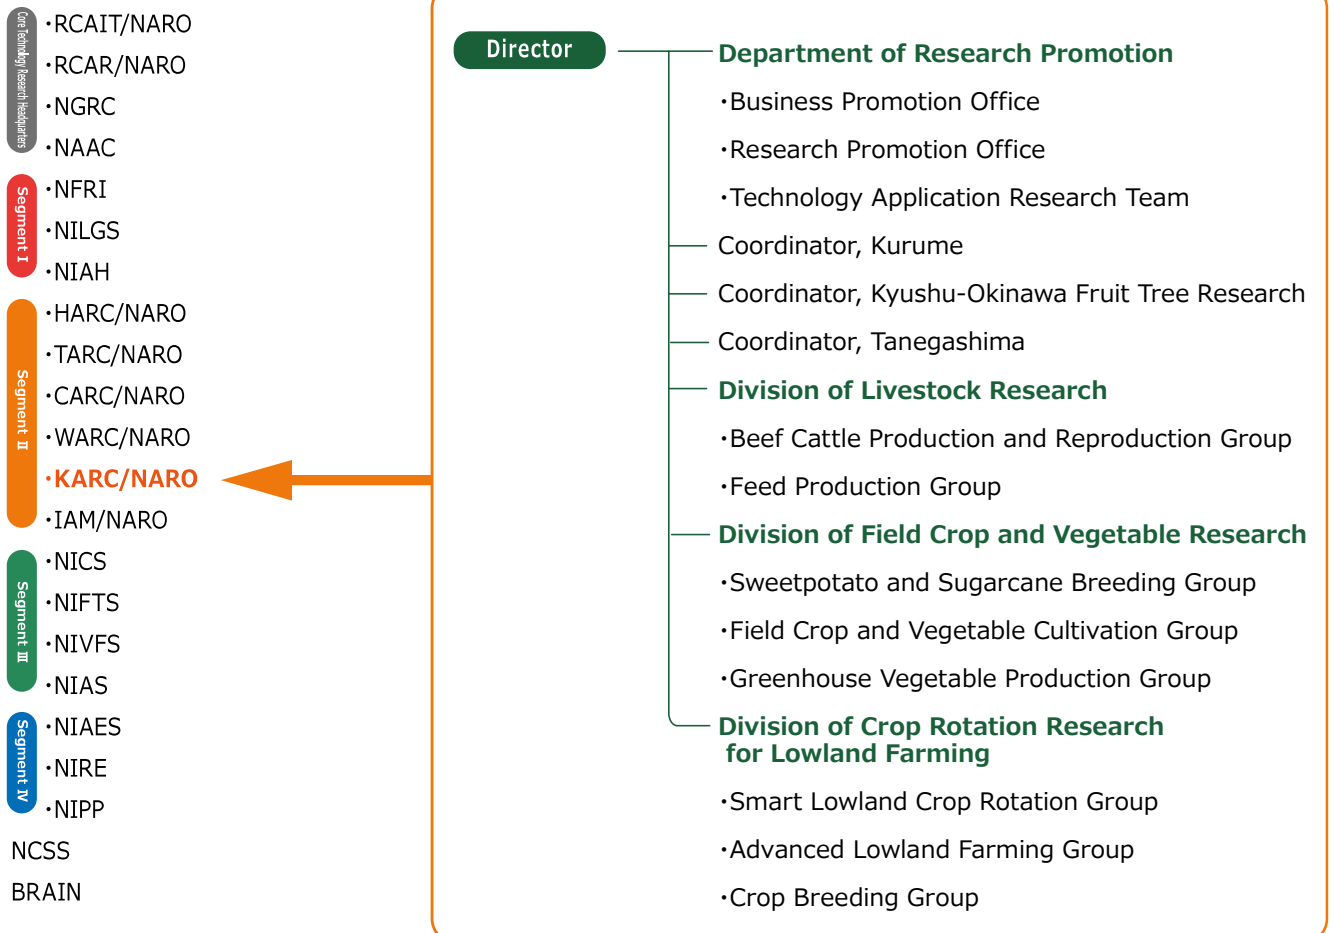 Core Technology Research Headquarters
・RCAIT/NARO
・RCAR/NARO
・NGRC
・NAAC
Segment Ⅰ
・NFRI
・NILGS
・NIAH
Segment Ⅱ
・HARC/NARO
・TARC/NARO
・CARC/NARO
・WARC/NARO
・KARC/NARO
・IAM/NARO
Segment Ⅲ
・NICS
・NIFTS
・NIVFS
・NIAS
Segment Ⅳ
・NIAES
・NIRE
・NIPP
NCSS
BRAIN
Director
Department of Research Promotion
・Business Promotion Office
・Research Promotion Office
・Technology Application Research Team
Coordinator, Kurume
Coordinator, Kyushu-Okinawa Fruit Tree Research
Coordinator, Tanegashima
Division of Livestock Research
・Beef Cattle Production and Reproduction Group
・Feed Production Group
Division of Field Crop and Vegetable Research
・Sweetpotato and Sugarcane Breeding Group
・Field Crop and Vegetable Cultivation Group
・Greenhouse Vegetable Production Group
Division of Crop Rotation Research
for Lowland Farming
・Smart Lowland Crop Rotation Group
・Advanced Lowland Farming Group
・Crop Breeding Group